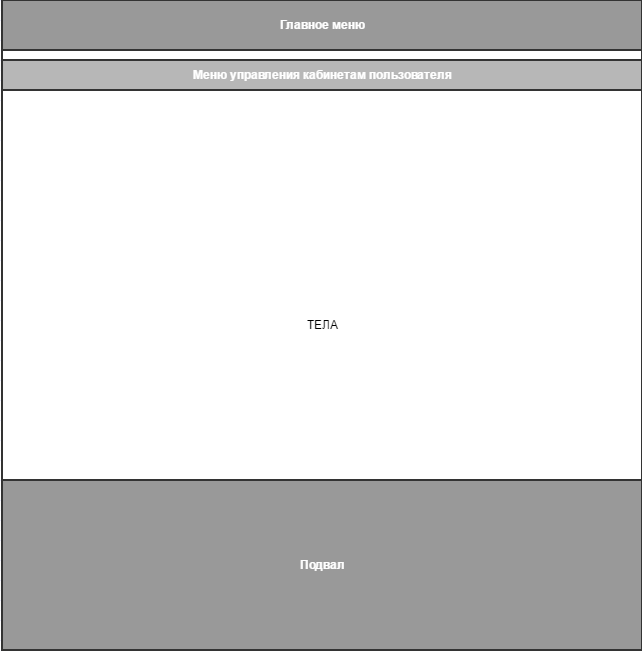 Главное меню
Меню управления кабинетам пользователя
ТЕЛА
Подвал